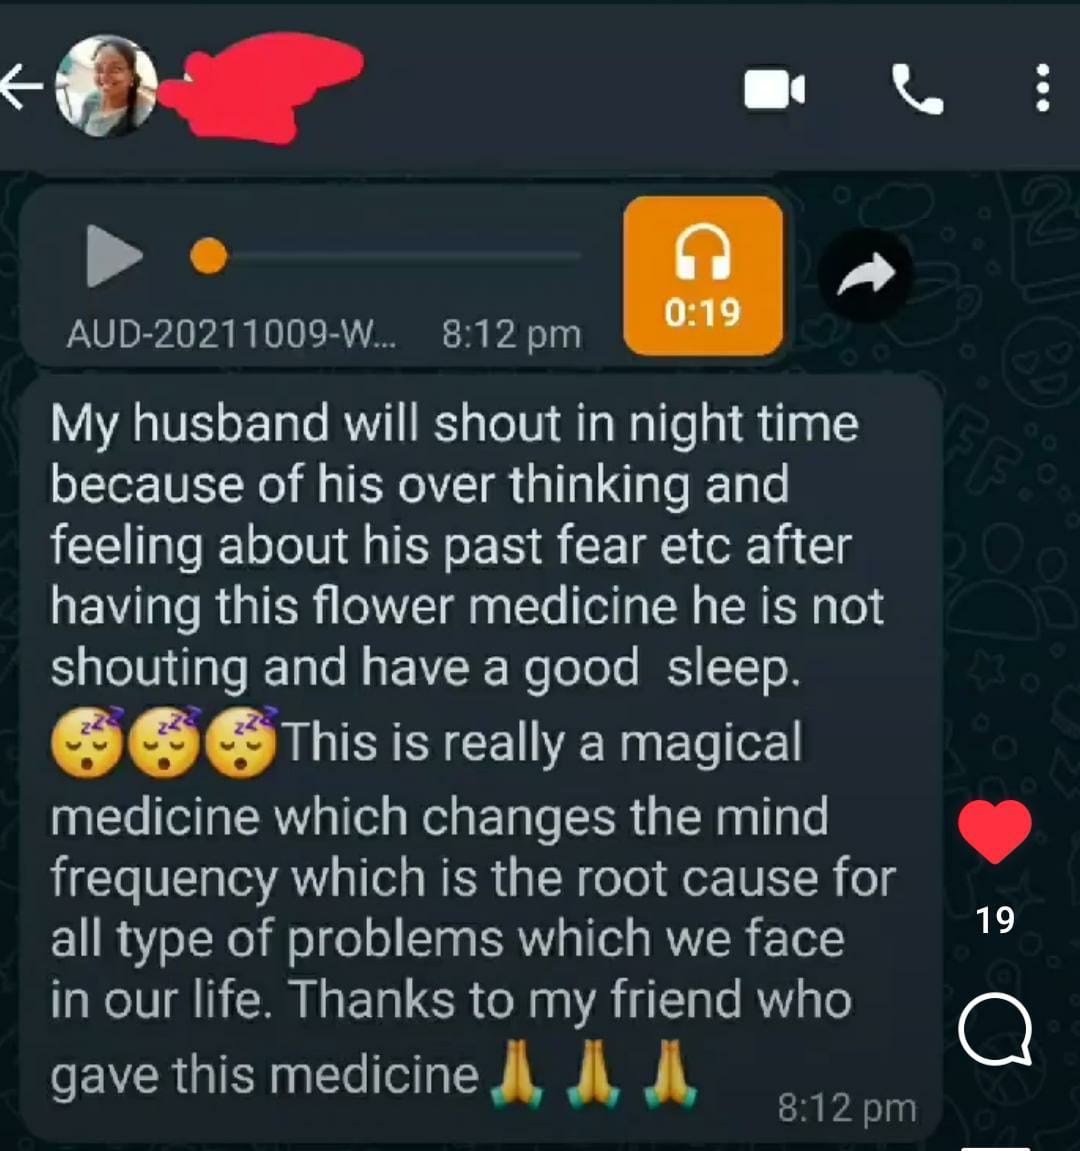 0:19
AUD-20211009-W... 8:12 pm
My husband will shout in night time
because of his over thinking and
feeling about his past fear etc after
having this flower medicine he is not
shouting and have a good  sleep.
😴😴😴This is really a magical
medicine which changes the mind
frequency which is the root cause for
all type of problems which we face
in our life. Thanks to my friend who
gave this medicine🙏🙏🙏
8:12 pm
19